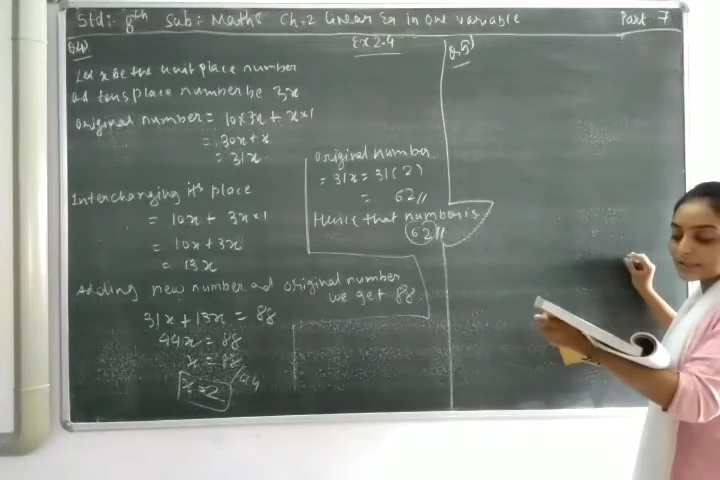 Std: 8th Sub: Maths Ch-2 Linear Eq in One variable Part 7
Ex 2.4
Q.4)
Let x be the unit place number
ad tens place number be 3x
original number = 10×3x + x×1
= 30x + x
= 31x
Interchanging its place
= 10x + 3x×1
= 10x + 3x
= 13x
Adding new number and original number
we get 88
31x + 13x = 88
44x = 88
x = 88/44
x = 2
original number
= 31x = 31(2)
= 62//
Hence that number is
62//
Q.5)